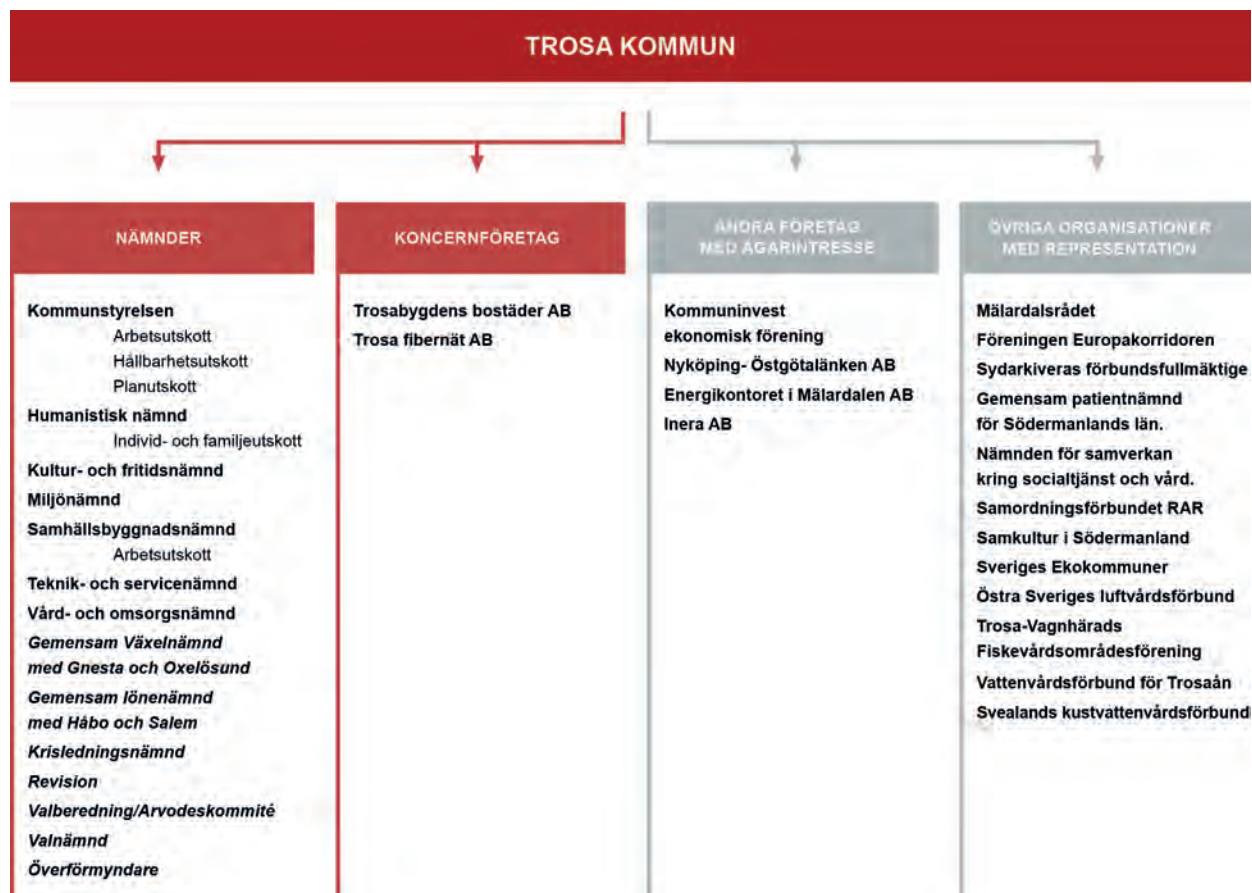 TROSA KOMMUN
NÄMNDER
Kommunstyrelsen
Arbetsutskott
Hållbarhetsutskott
Planutskott
Humanistisk nämnd
Individ- och familjeutskott
Kultur- och fritidsnämnd
Miljönämnd
Samhällsbyggnadsnämnd
Arbetsutskott
Teknik- och servicenämnd
Vård- och omsorgsnämnd
Gemensam Växelnämnd
med Gnesta och Oxelösund
Gemensam lönenämnd
med Håbo och Salem
Krisledningsnämnd
Revision
Valberedning/Arvodeskommité
Valnämnd
Överförmyndare
KONCERNFÖRETAG
Trosabygdens bostäder AB
Trosa fibernät AB
ANDRA FÖRETAG
MED ÄGARINTRESSE
Kommuninvest
ekonomisk förening
Nyköping- Östgötalänken AB
Energikontoret i Mälardalen AB
Inera AB
ÖVRIGA ORGANISATIONER
MED REPRESENTATION
Mälardalsrådet
Föreningen Europakorridoren
Sydarkiveras förbundsfullmäktige
Gemensam patientnämnd
för Södermanlands län.
Nämnden för samverkan
kring socialtjänst och vård.
Samordningsförbundet RAR
Samkultur i Södermanland
Sveriges Ekokommuner
Östra Sveriges luftvårdsförbund
Trosa-Vagnhärads
Fiskevårdsområdesförening
Vattenvårdsförbund för Trosaån
Svealands kustvattenvårdsförbund